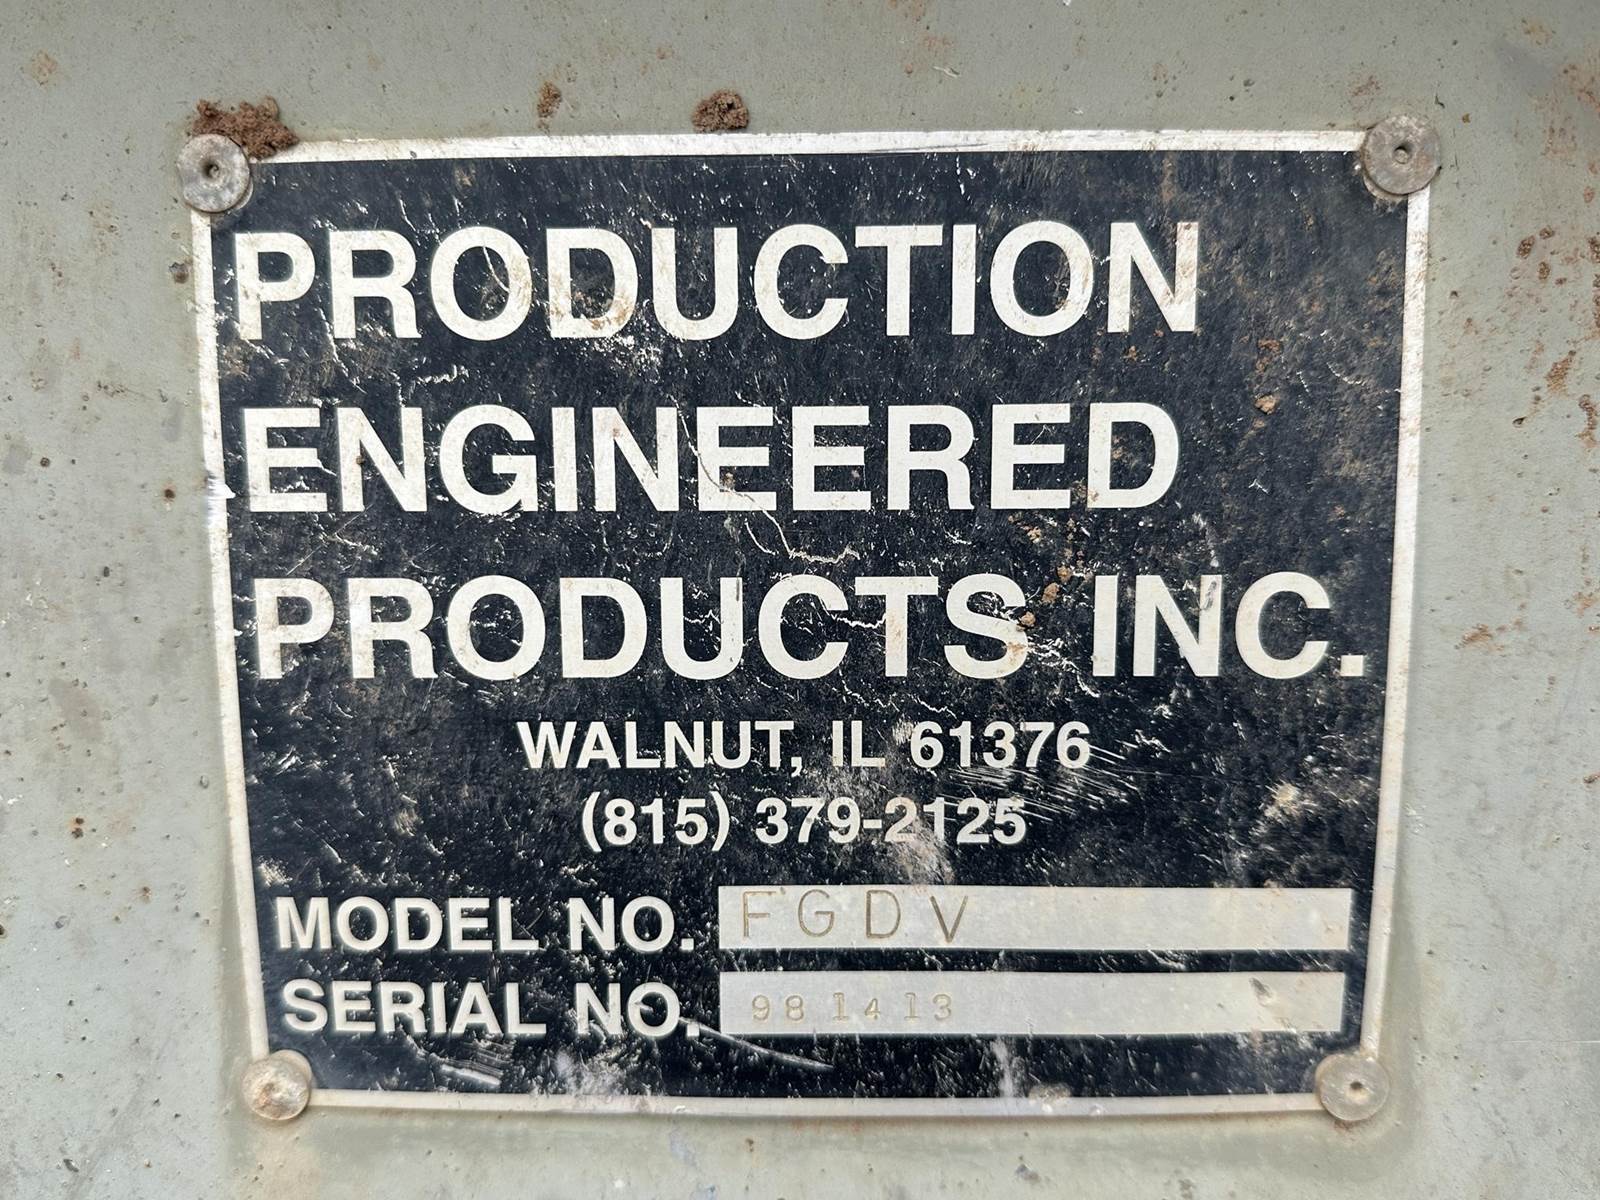 PRODUCTION
ENGINEERED
PRODUCTS INC.
WALNUT, IL 61376
(815) 379-2125
MODEL NO. FGDV
SERIAL NO. 981413